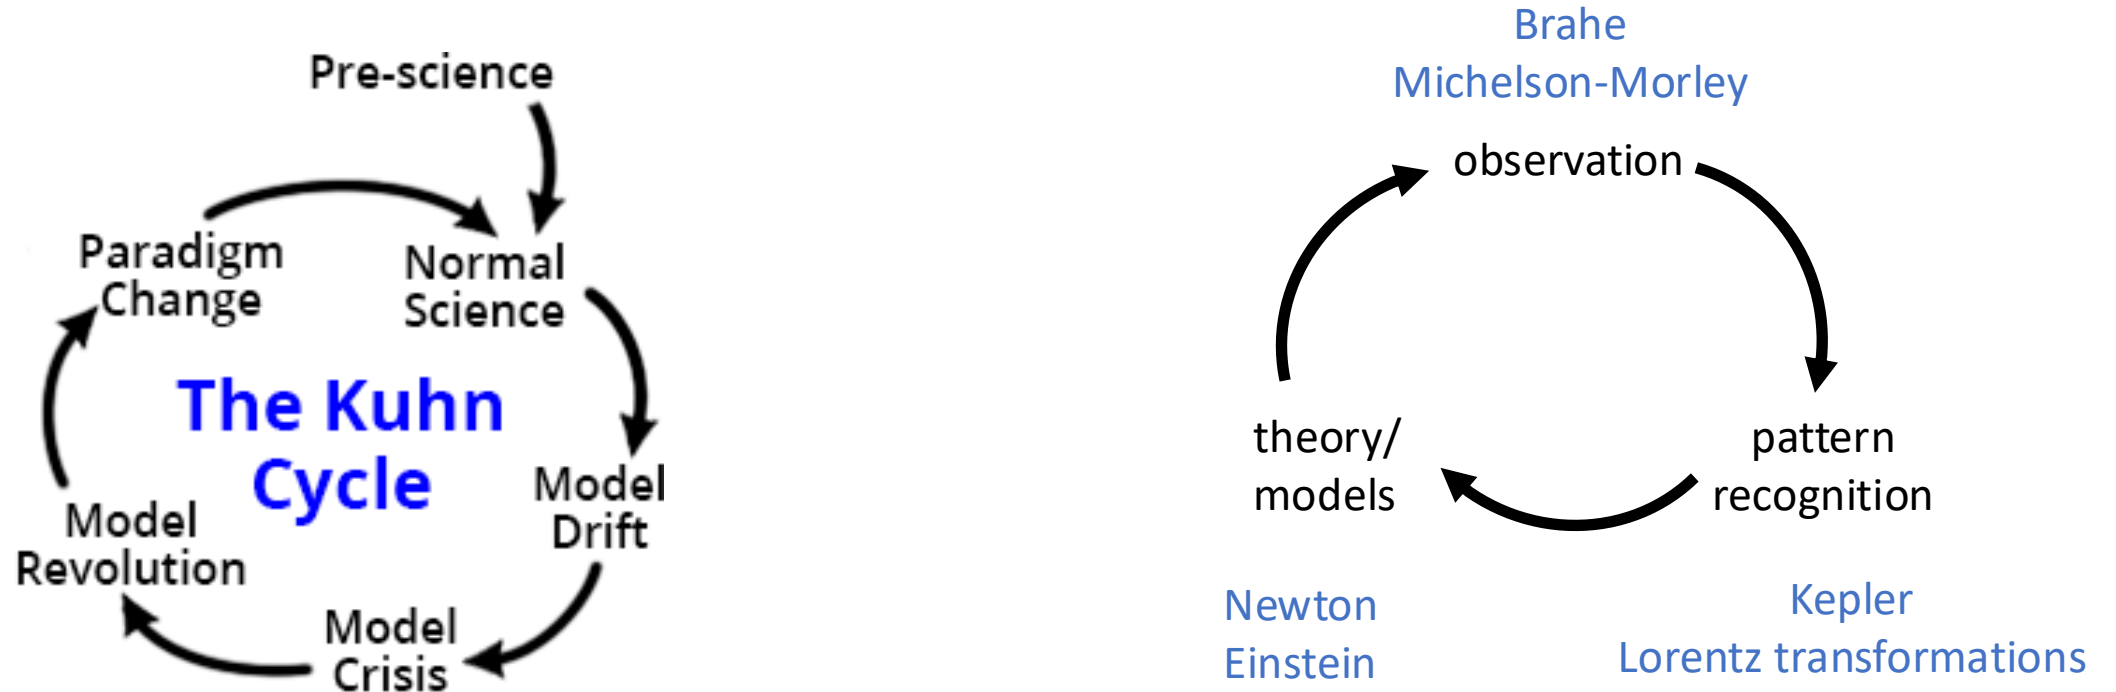 Pre-science
Paradigm
Change
Normal
Science
The Kuhn
Cycle
Model
Drift
Model
Revolution
Model
Crisis
Brahe
Michelson-Morley
observation
theory/
models
pattern
recognition
Newton
Einstein
Kepler
Lorentz transformations